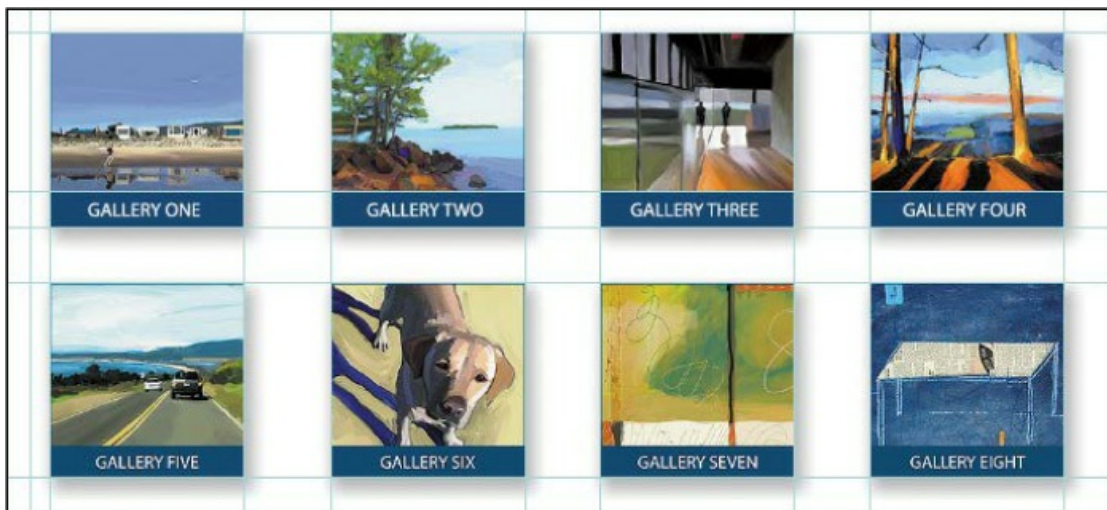 GALLERY ONE
GALLERY TWO
GALLERY THREE
GALLERY FOUR
GALLERY FIVE
GALLERY SIX
GALLERY SEVEN
GALLERY EIGHT